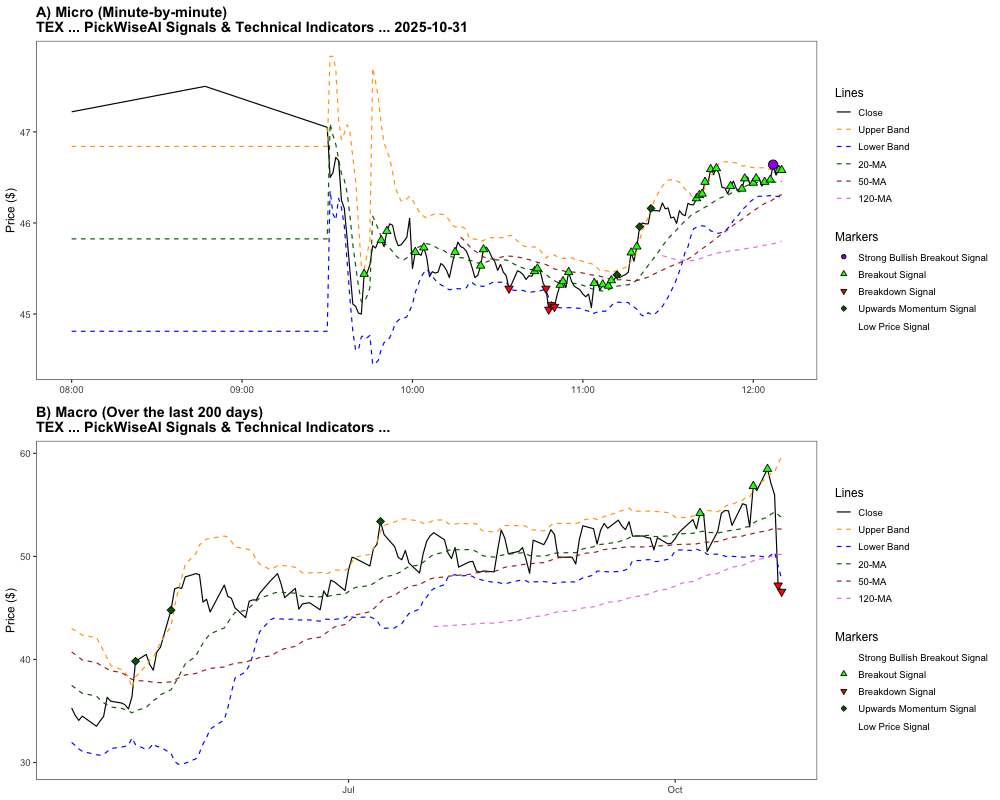 A) Micro (Minute-by-minute)
TEX ... PickWiseAI Signals & Technical Indicators ... 2025-10-31
Price ($)
47
46
45
08:00
09:00
10:00
11:00
12:00
Lines
Close
Upper Band
Lower Band
20-MA
50-MA
120-MA
Markers
Strong Bullish Breakout Signal
Breakout Signal
Breakdown Signal
Upwards Momentum Signal
Low Price Signal
B) Macro (Over the last 200 days)
TEX ... PickWiseAI Signals & Technical Indicators ...
Price ($)
60
50
40
30
Jul
Oct
Lines
Close
Upper Band
Lower Band
20-MA
50-MA
120-MA
Markers
Strong Bullish Breakout Signal
Breakout Signal
Breakdown Signal
Upwards Momentum Signal
Low Price Signal